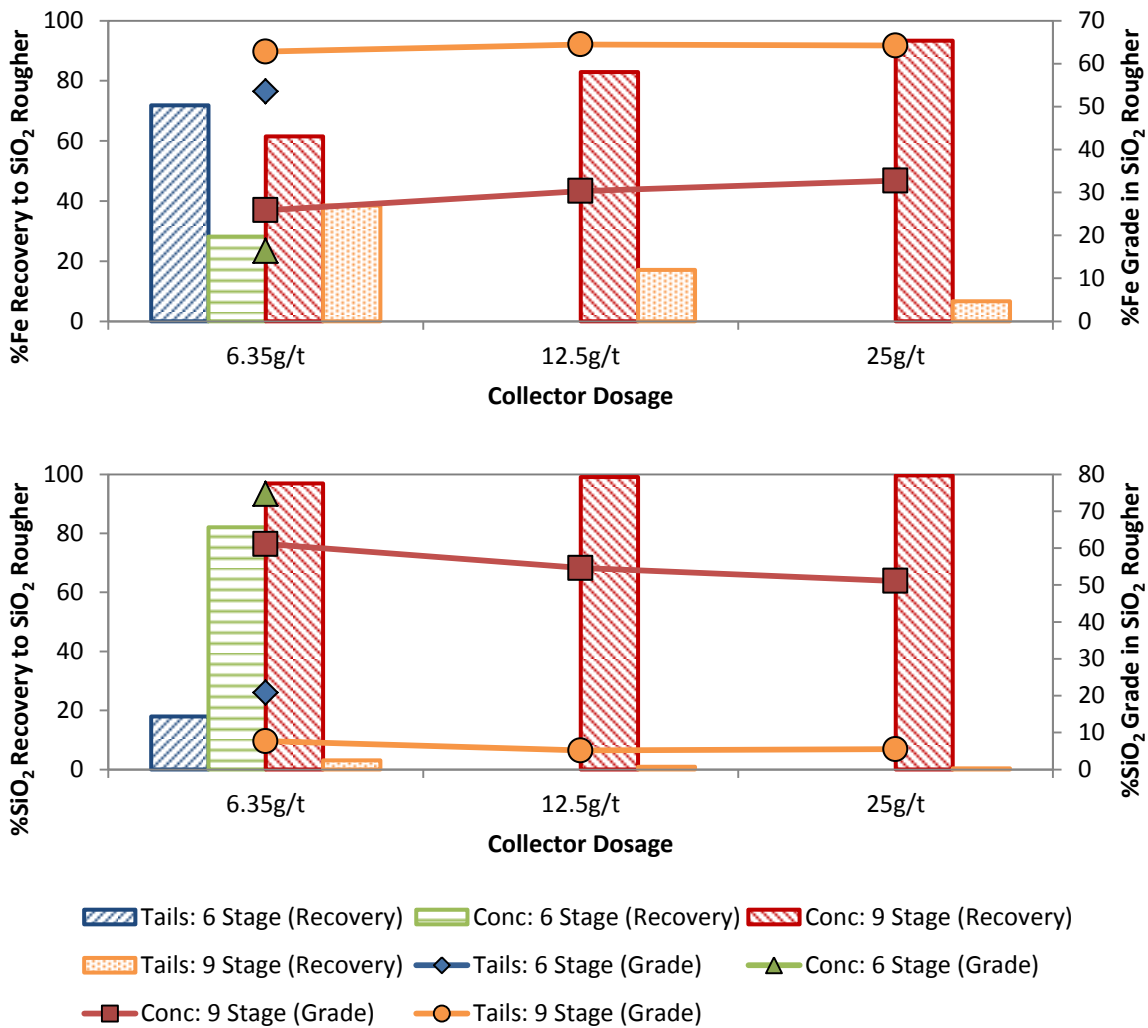 100
80
60
40
20
0
%Fe Recovery to SiO₂ Rougher
70
60
50
40
30
20
10
0
%Fe Grade in SiO₂ Rougher
6.35g/t 12.5g/t 25g/t
Collector Dosage
100
80
60
40
20
0
%SiO₂ Recovery to SiO₂ Rougher
80
70
60
50
40
30
20
10
0
%SiO₂ Grade in SiO₂ Rougher
6.35g/t 12.5g/t 25g/t
Collector Dosage
Tails: 6 Stage (Recovery) Conc: 6 Stage (Recovery) Conc: 9 Stage (Recovery)
Tails: 9 Stage (Recovery) Tails: 6 Stage (Grade) Conc: 6 Stage (Grade)
Conc: 9 Stage (Grade) Tails: 9 Stage (Grade)